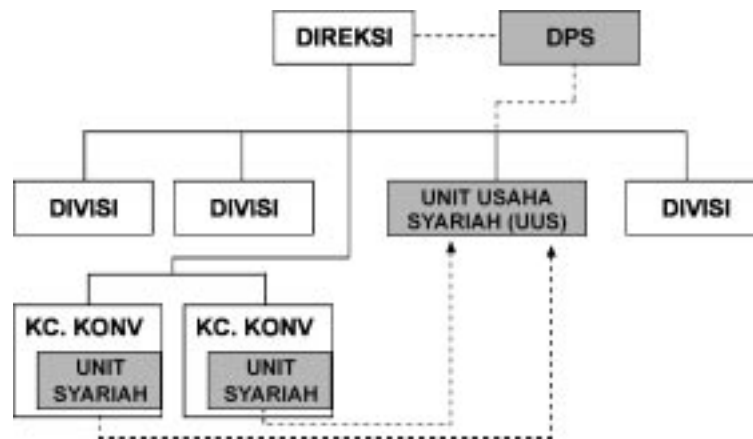 DIREKSI
DPS
DIVISI
DIVISI
UNIT USAHA
SYARIAH (UUS)
DIVISI
KC. KONV
UNIT
SYARIAH
KC. KONV
UNIT
SYARIAH